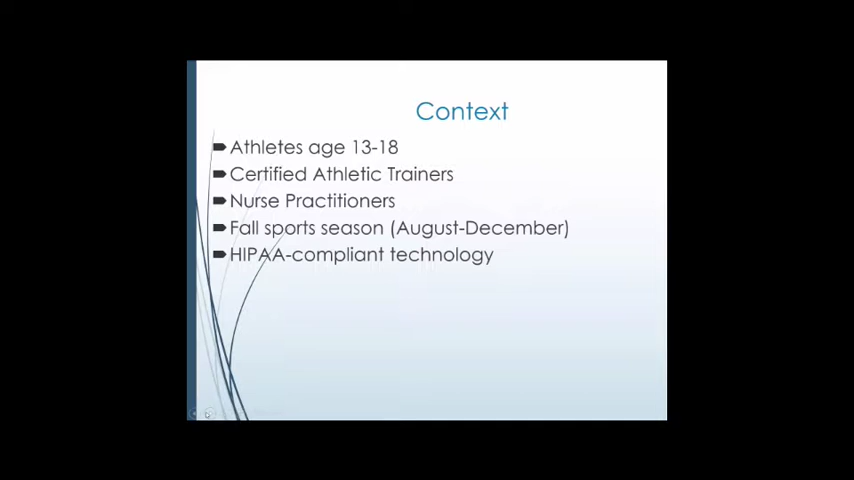 Context
Athletes age 13-18
Certified Athletic Trainers
Nurse Practitioners
Fall sports season (August-December)
HIPAA-compliant technology